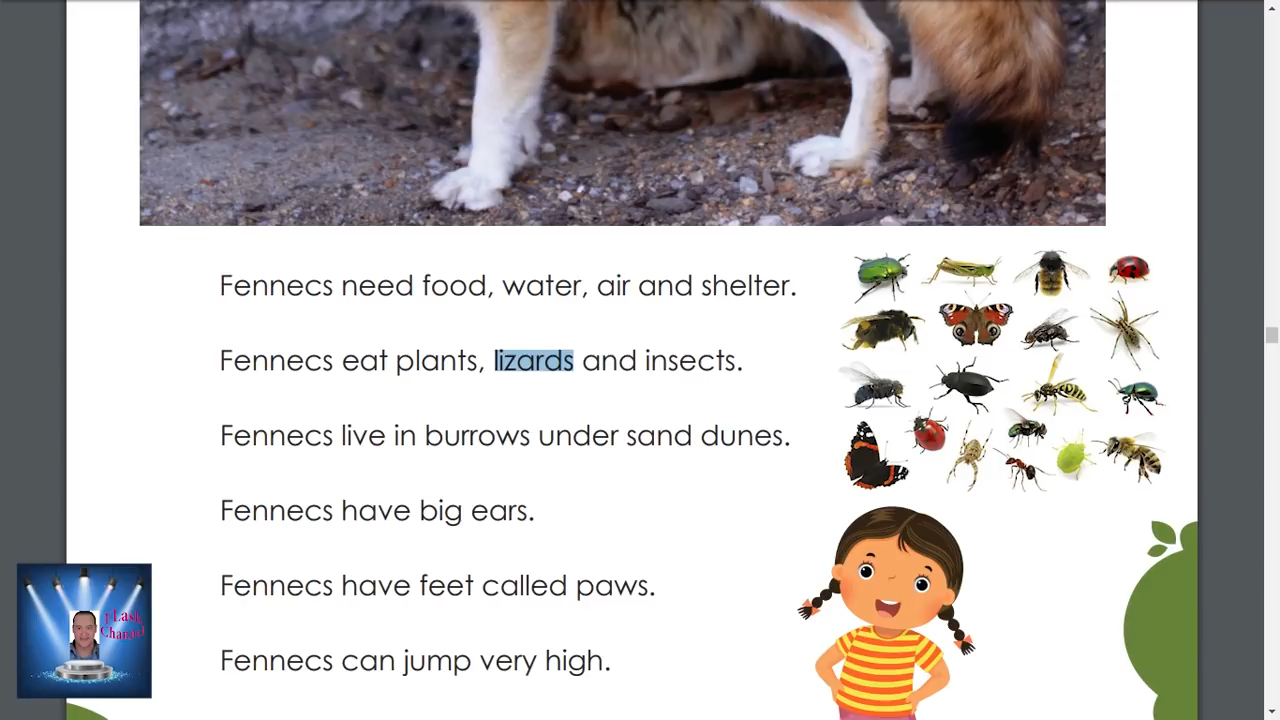 Fennecs need food, water, air and shelter.
Fennecs eat plants, lizards and insects.
Fennecs live in burrows under sand dunes.
Fennecs have big ears.
Fennecs have feet called paws.
Fennecs can jump very high.
Channel